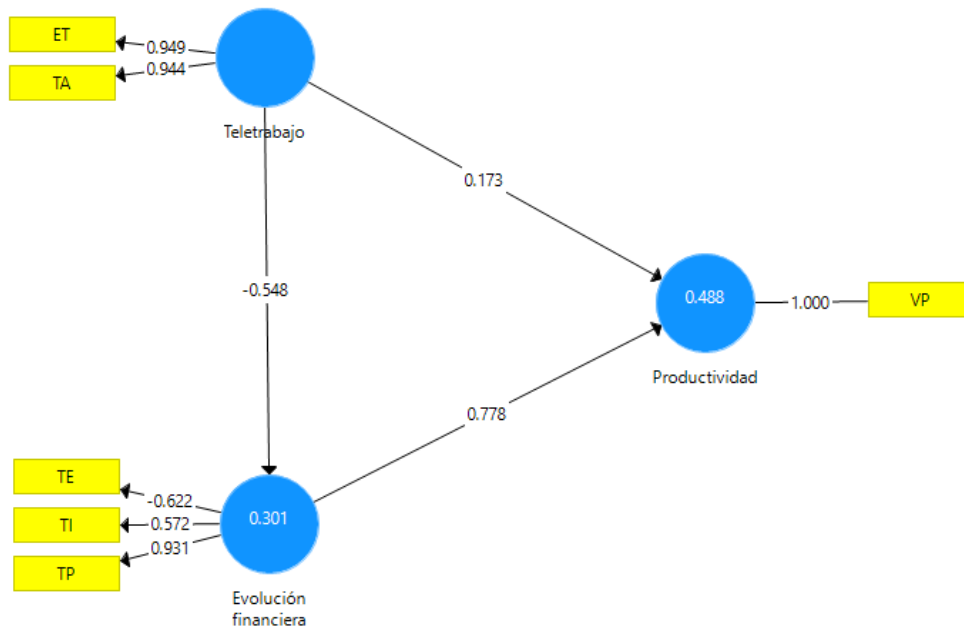 ET
0.949
TA
0.944
Teletrabajo
0.173
-0.548
0.488
1.000
VP
Productividad
0.778
TE
-0.622
TI
0.572
0.301
TP
0.931
Evolución
financiera